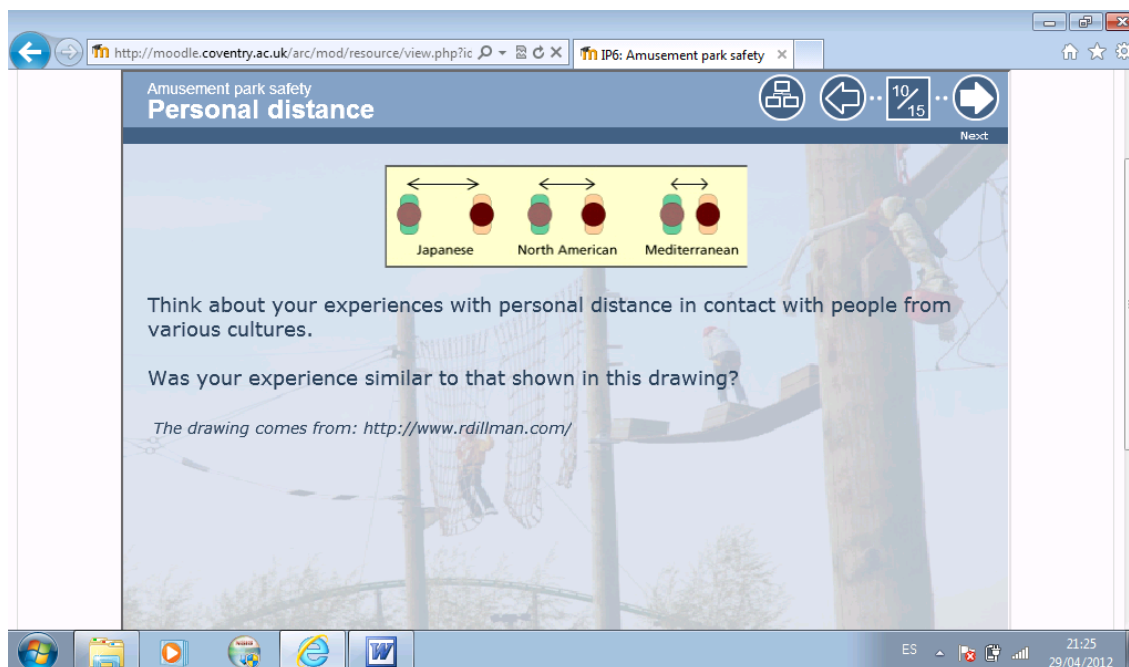 http://moodle.coventry.ac.uk/arc/mod/resource/view.php?ic
IP6: Amusement park safety
Amusement park safety
Personal distance
10/15
Next
Japanese North American Mediterranean
Think about your experiences with personal distance in contact with people from
various cultures.
Was your experience similar to that shown in this drawing?
The drawing comes from: http://www.rdillman.com/
W
ES
21:25
29/04/2012